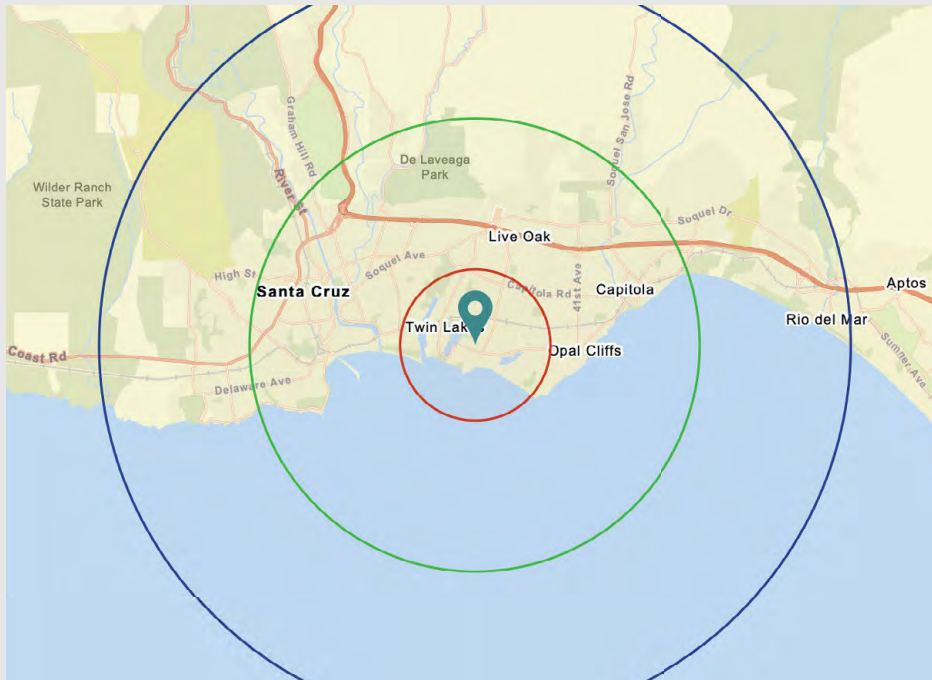 Graham Hill Rd
River St
De Laveaga
Park
Soquel San Jose Rd
Wilder Ranch
State Park
Soquel Dr
Live Oak
High St
Soquel Ave
41st Ave
Santa Cruz
Capitola Rd
Capitola
Aptos
Twin Lakes
Rio del Mar
Coast Rd
Opal Cliffs
Sumner Ave
Delaware Ave